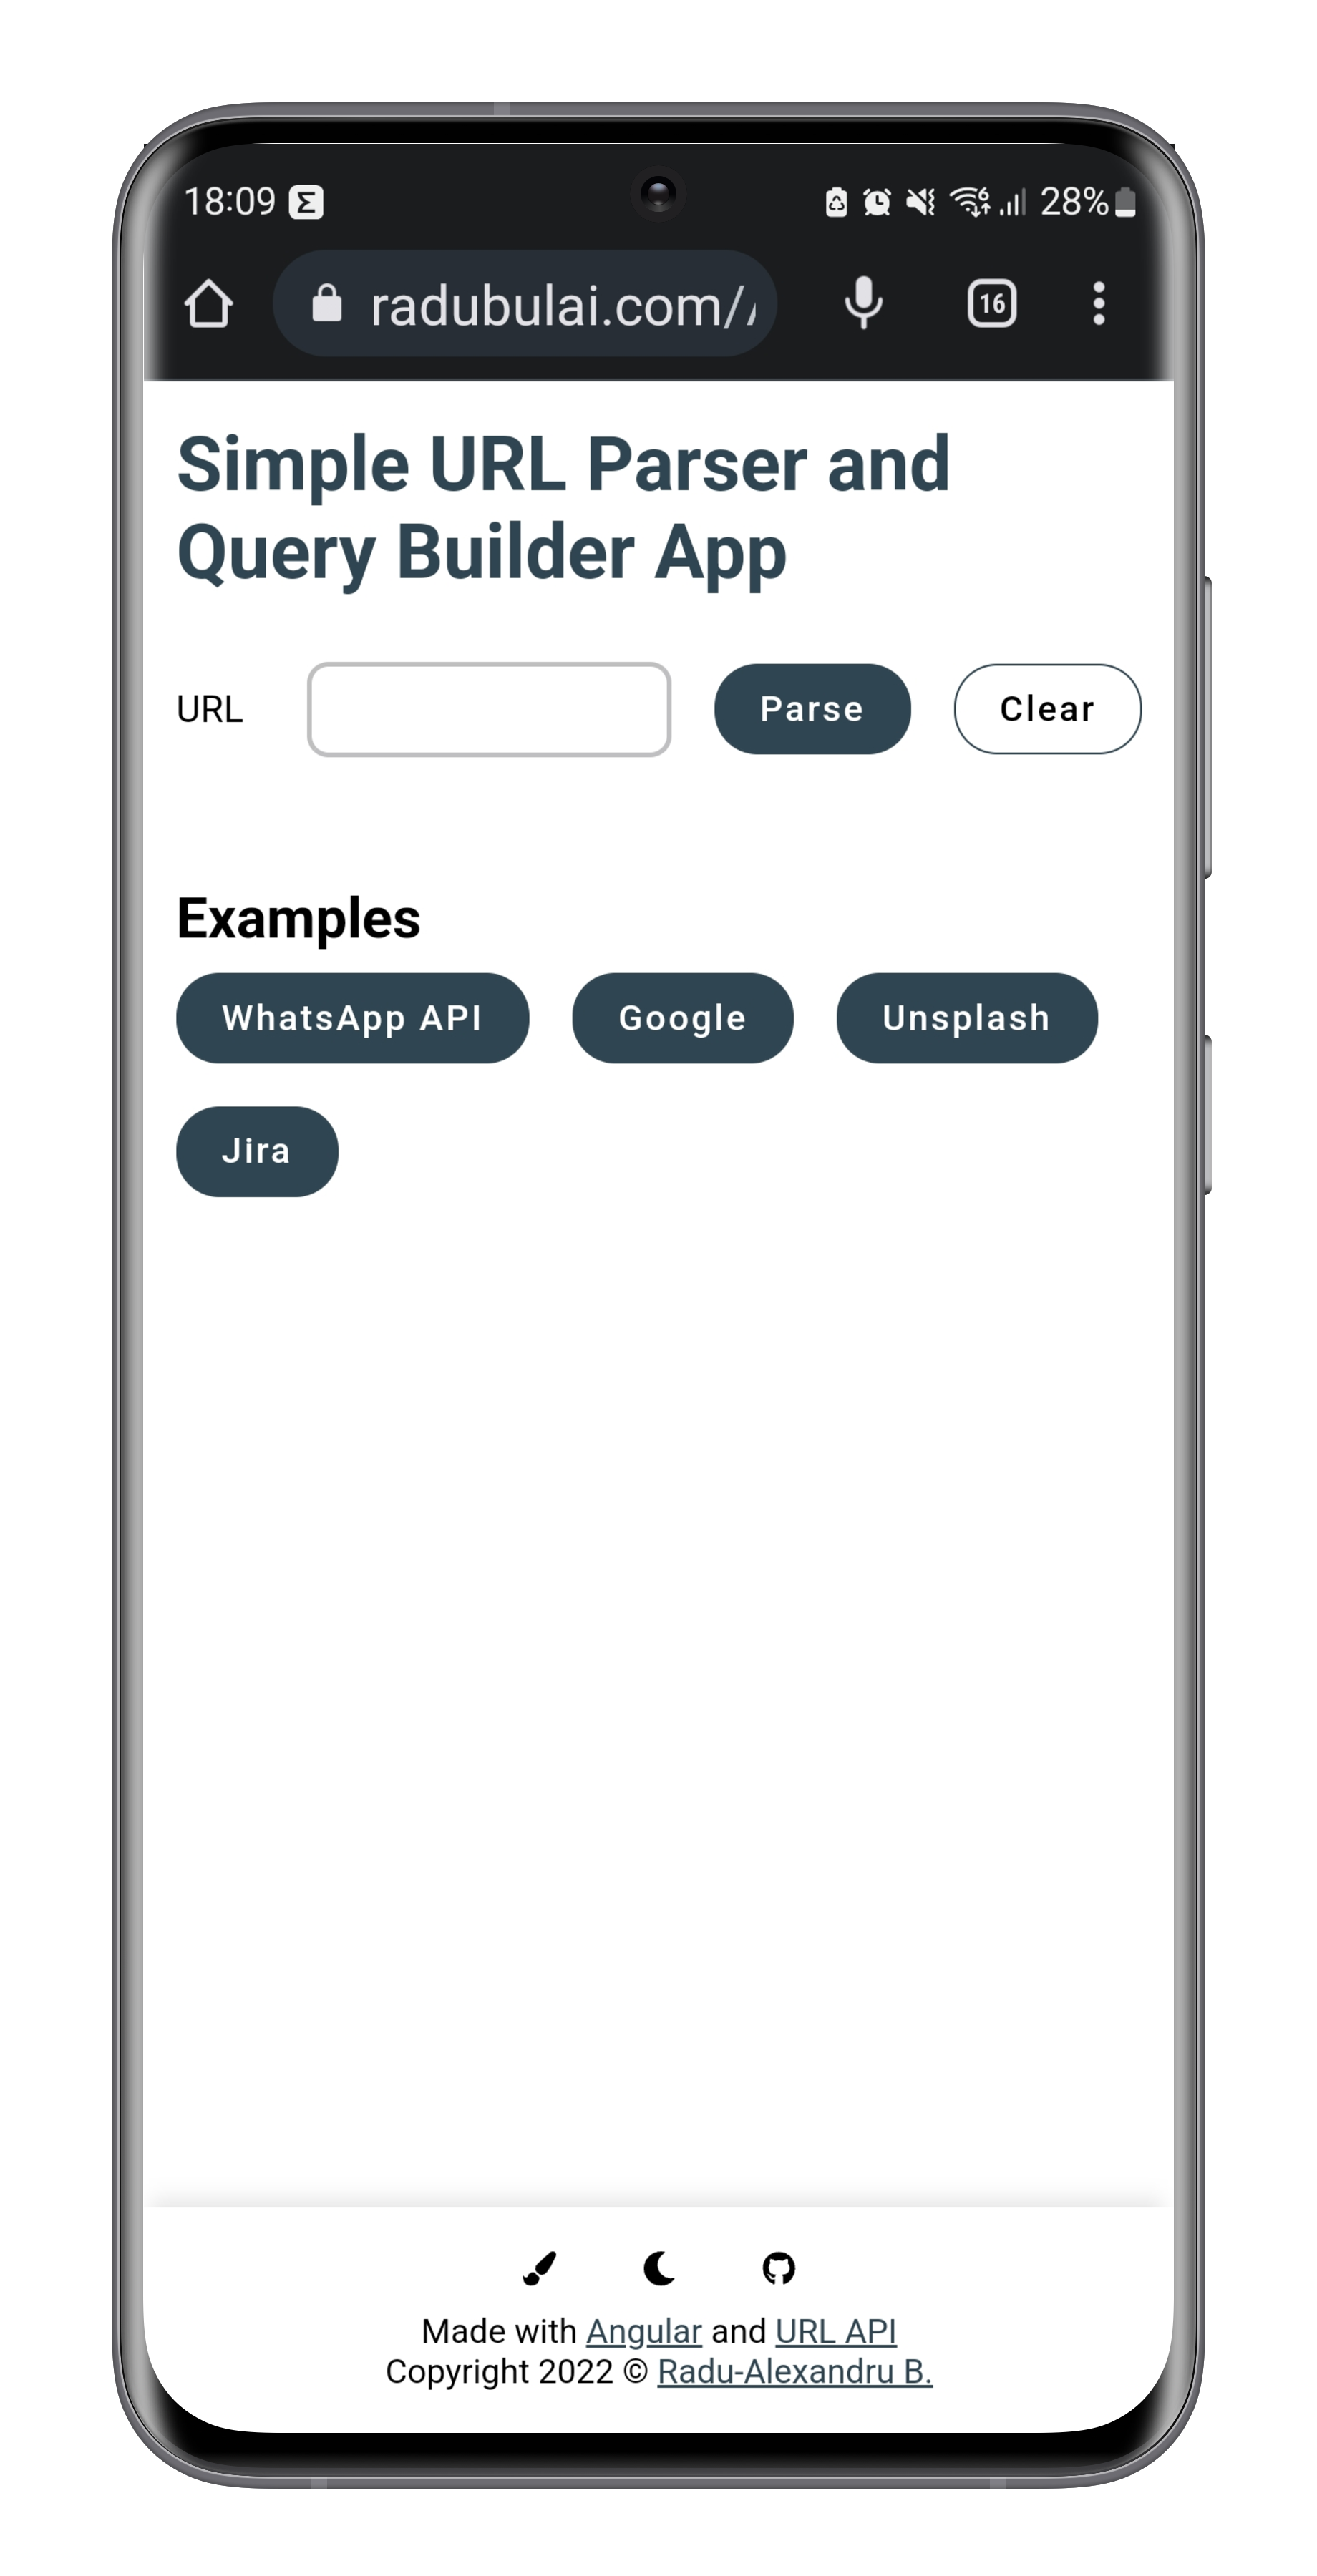 18:09 Σ 6 28%
radubulai.com/ 16
Simple URL Parser and
Query Builder App
URL Parse Clear
Examples
WhatsApp API Google Unsplash
Jira
Made with Angular and URL API
Copyright 2022 © Radu-Alexandru B.